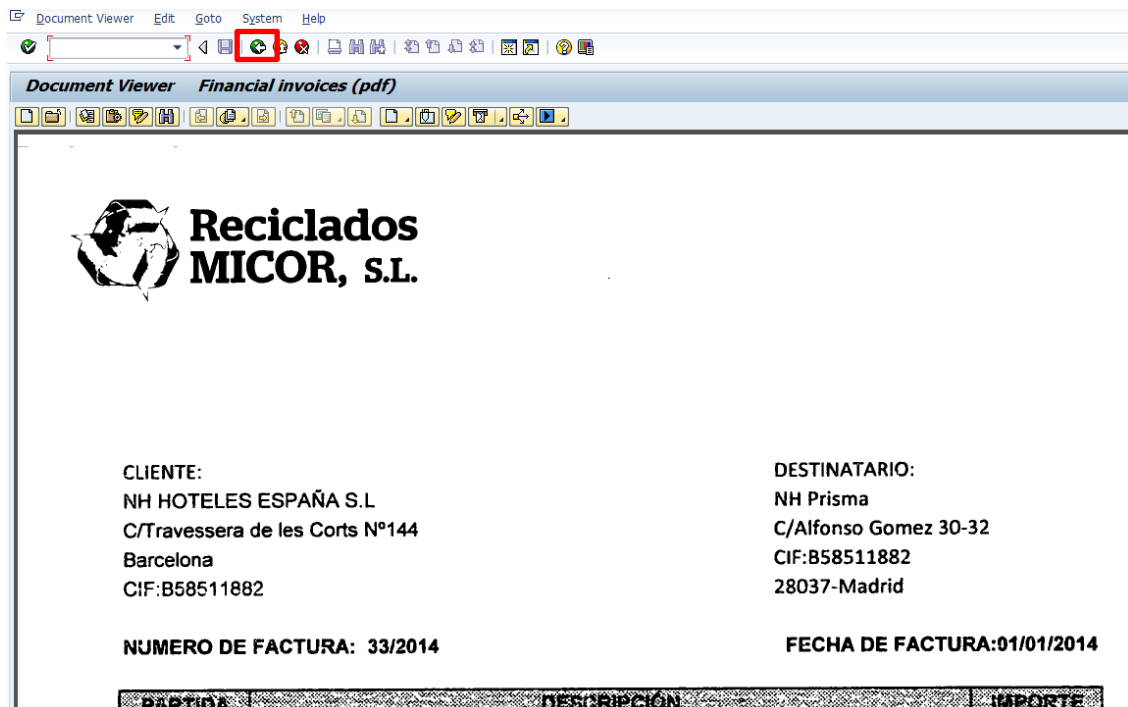 Document Viewer Edit Goto System Help
Document Viewer Financial invoices (pdf)
Reciclados
MICOR, S.L.
CLIENTE:
NH HOTELES ESPAÑA S.L
C/Travessera de les Corts Nº144
Barcelona
CIF:B58511882
DESTINATARIO:
NH Prisma
C/Alfonso Gomez 30-32
CIF:B58511882
28037-Madrid
NUMERO DE FACTURA: 33/2014
FECHA DE FACTURA:01/01/2014
PARTIDA DESCRIPCIÓN IMPORTE